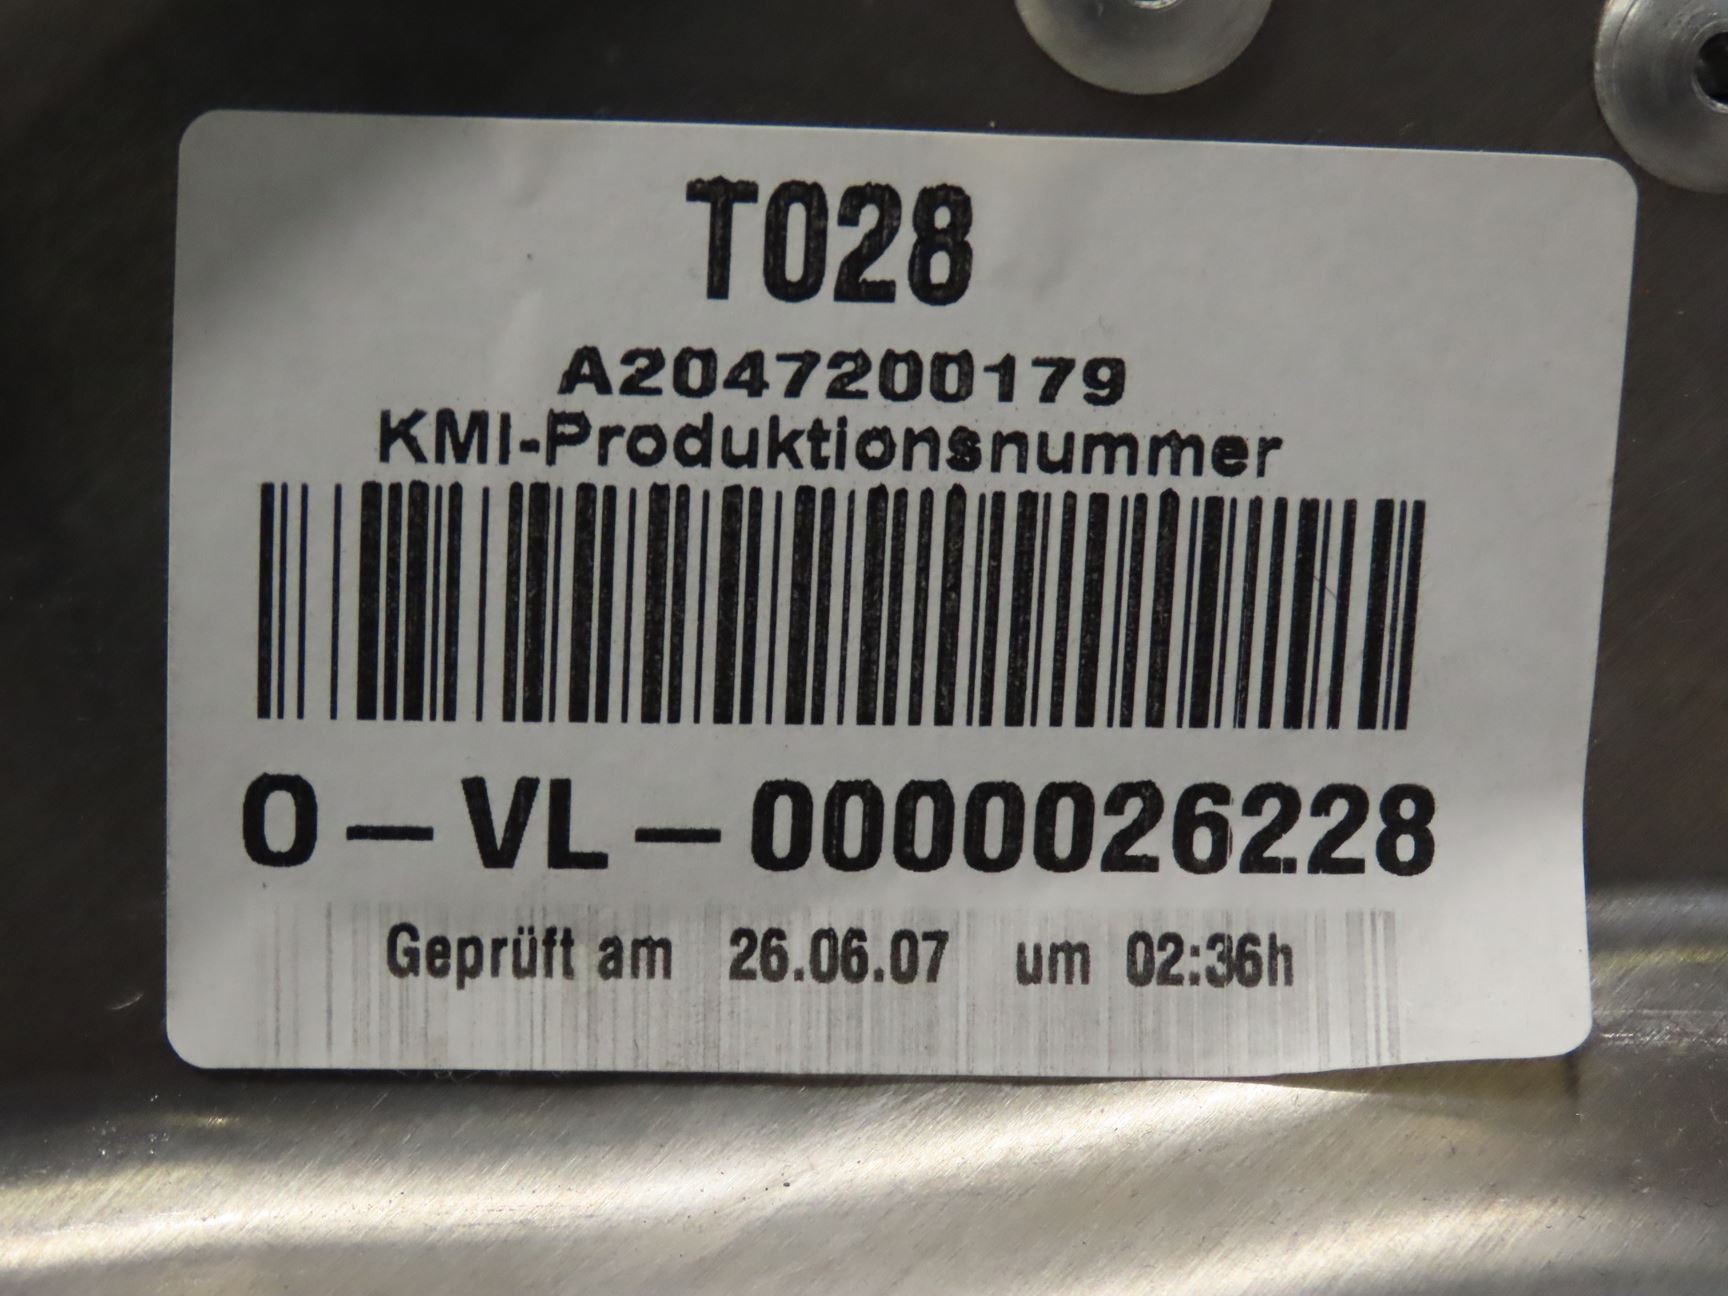 T028
A2047200179
KMI-Produktionsnummer
O-VL-0000026228
Geprüft am 26.06.07 um 02:36h